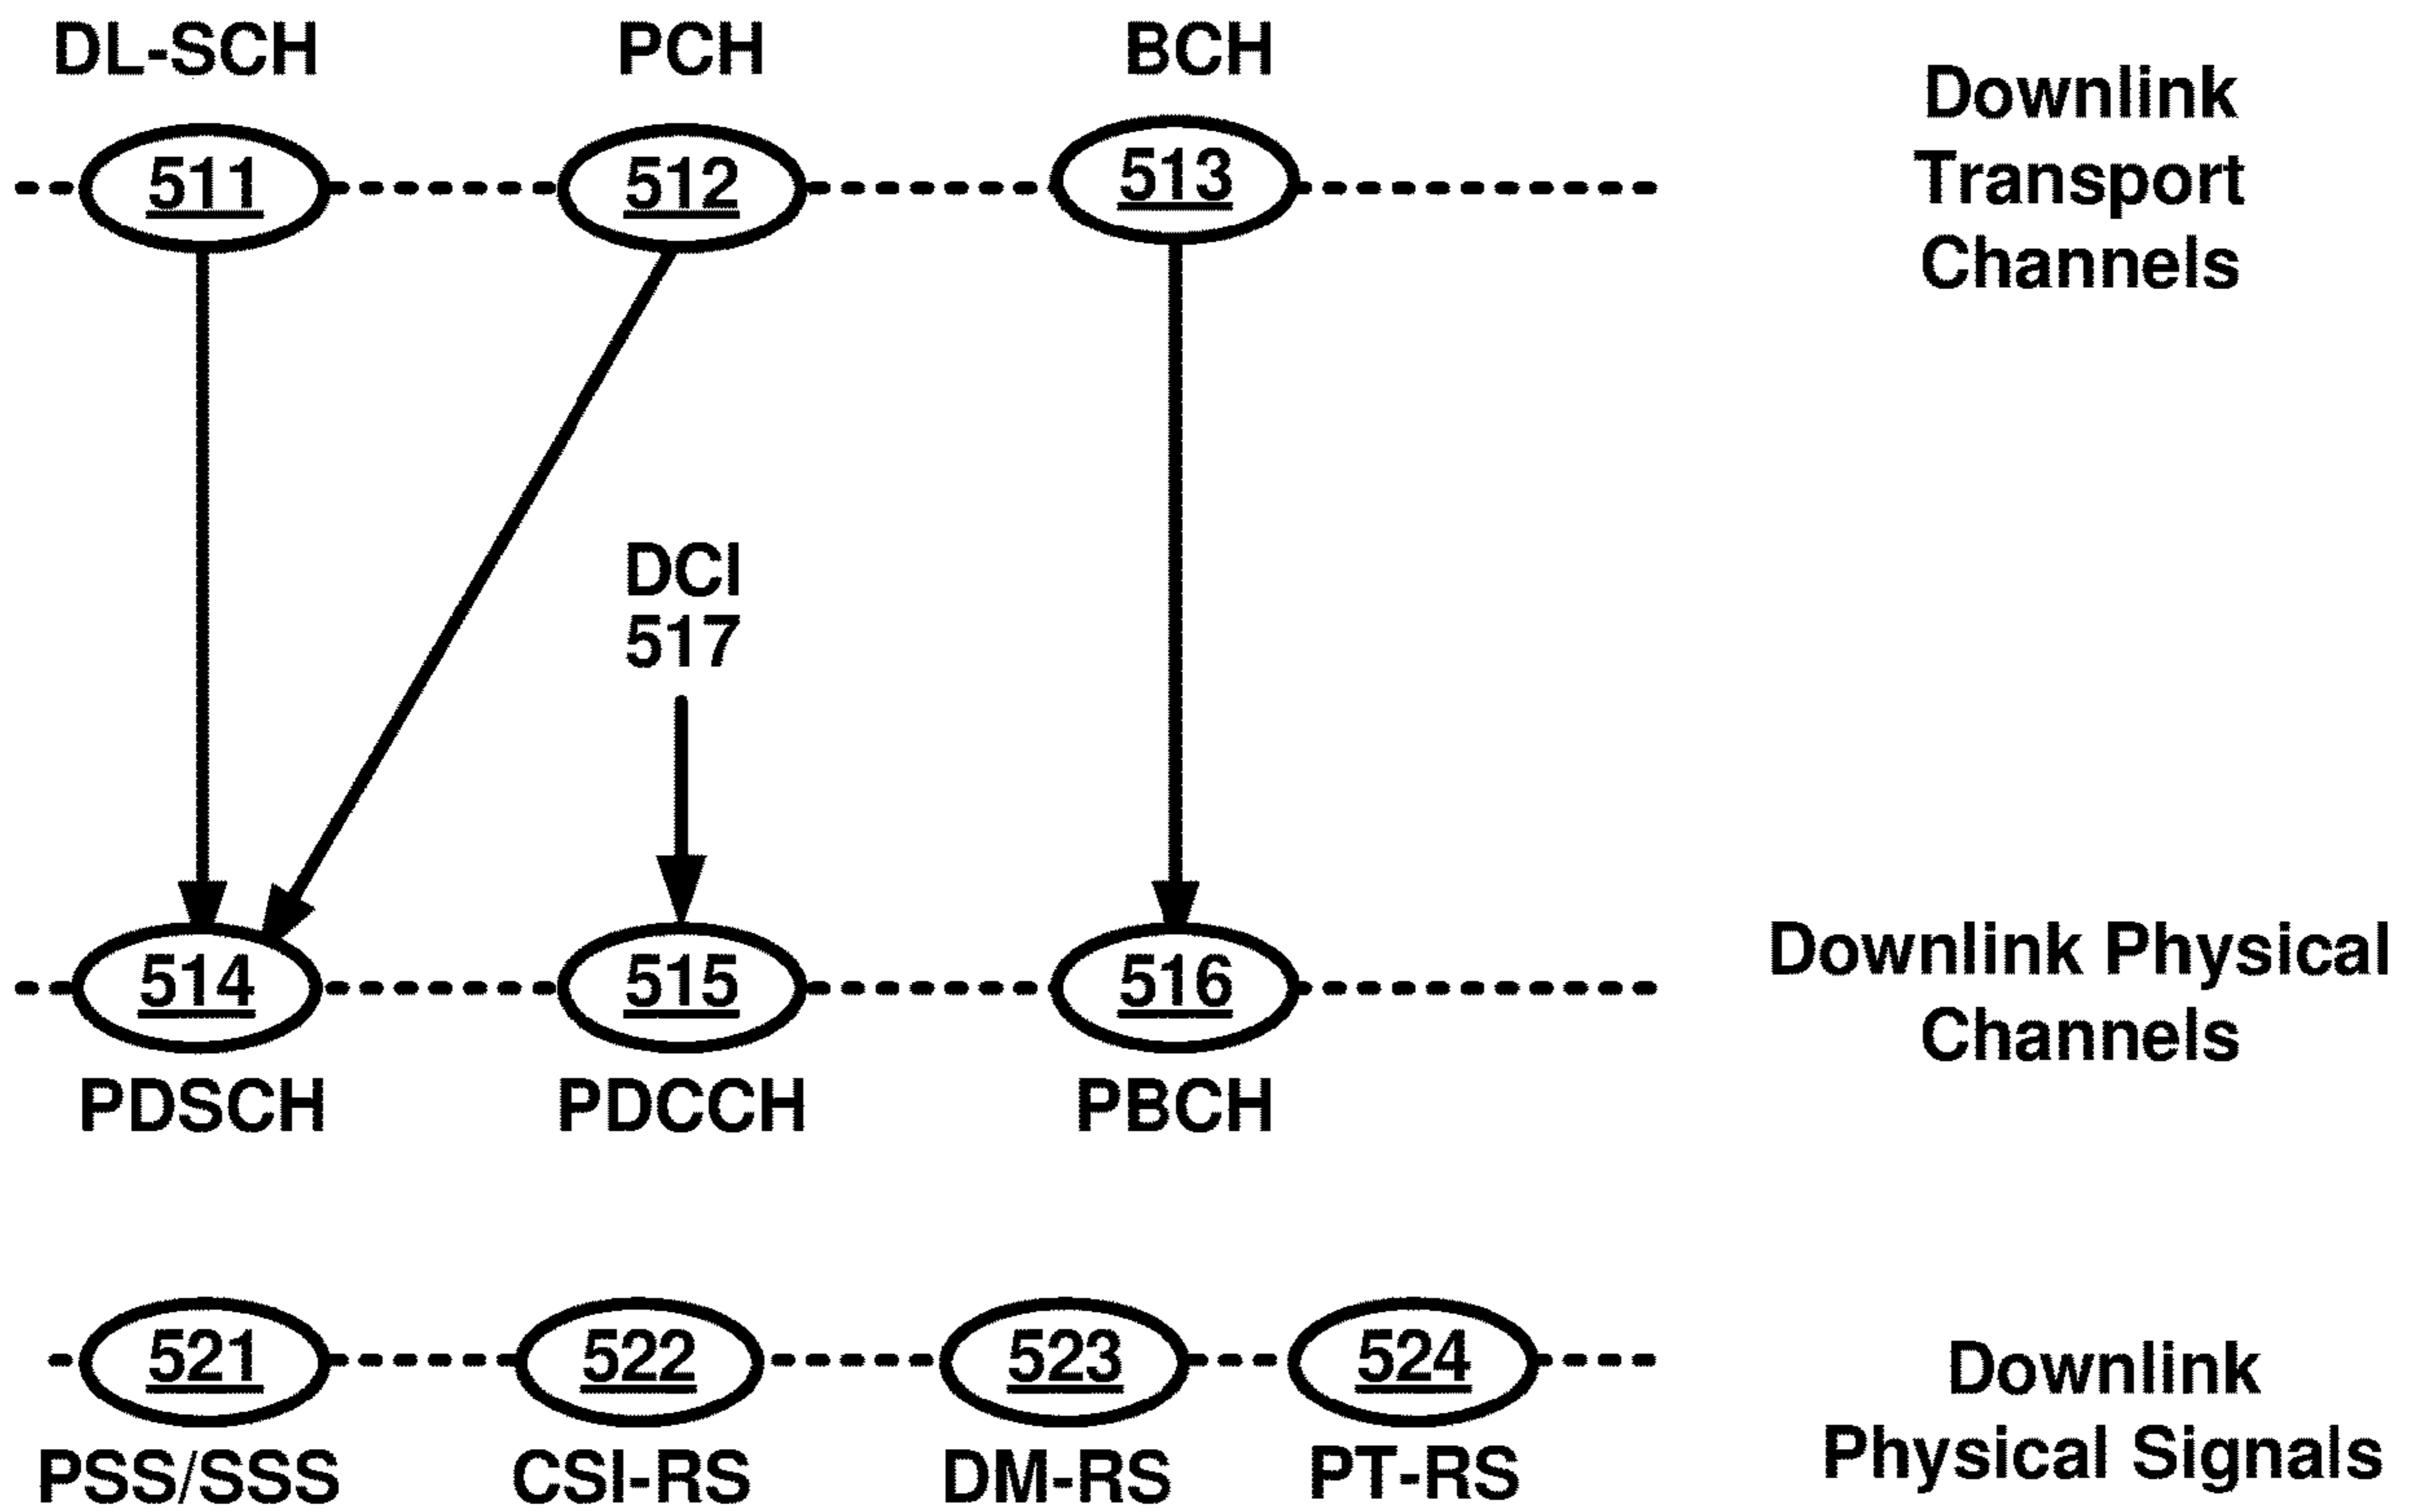 DL-SCH
PCH
BCH
511
512
513
Downlink
Transport
Channels
DCI
517
514
515
516
Downlink Physical
Channels
PDSCH
PDCCH
PBCH
521
522
523
524
Downlink
Physical Signals
PSS/SSS
CSI-RS
DM-RS
PT-RS